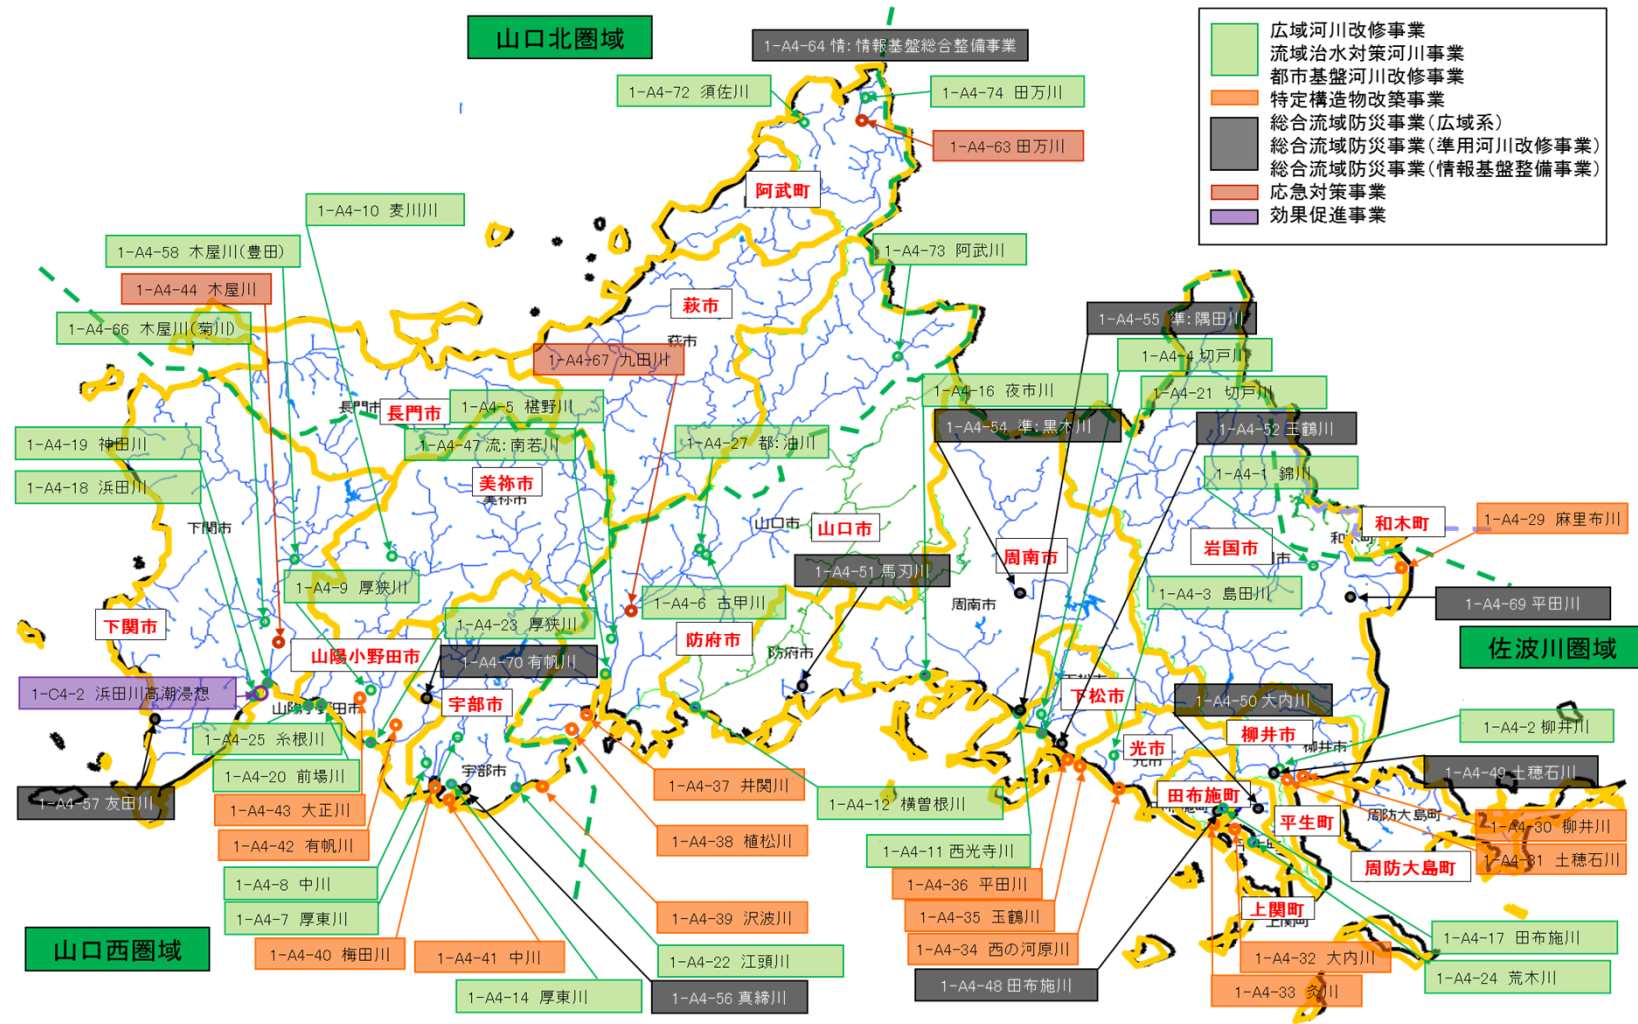 山口北圏域
1-A4-64 情:情報基盤総合整備事業
広域河川改修事業
流域治水対策河川事業
都市基盤河川改修事業
特定構造物改築事業
総合流域防災事業(広域系)
総合流域防災事業(準用河川改修事業)
総合流域防災事業(情報基盤整備事業)
応急対策事業
効果促進事業
1-A4-72 須佐川
1-A4-74 田万川
1-A4-63 田万川
阿武町
1-A4-10 麦川川
1-A4-58 木屋川(豊田)
1-A4-73 阿武川
1-A4-44 木屋川
萩市
1-A4-66 木屋川(菊川)
1-A4-55 準:隅田川
萩市
1-A4-67 九田川
1-A4-4 切戸川
1-A4-16 夜市川
1-A4-21 切戸川
長門市
長門市
1-A4-5 椹野川
1-A4-54 準:黒木川
1-A4-52 玉鶴川
1-A4-19 神田川
1-A4-47 流:南若川
1-A4-27 都:油川
1-A4-1 錦川
1-A4-18 浜田川
美祢市
美祢市
下関市
山口市
山口市
和木町
1-A4-29 麻里布川
周南市
岩国市
1-A4-51 馬刃川
1-A4-9 厚狭川
1-A4-3 島田川
1-A4-6 古甲川
周南市
1-A4-69 平田川
下関市
1-A4-23 厚狭川
防府市
佐波川圏域
山陽小野田市
1-A4-70 有帆川
防府市
1-C4-2 浜田川高潮浸想
宇部市
下松市
1-A4-50 大内川
山陽小野田市
1-A4-2 柳井川
1-A4-25 糸根川
柳井市
柳井市
光市
光市
1-A4-20 前場川
宇部市
1-A4-49 土穂石川
1-A4-37 井関川
1-A4-57 友田川
1-A4-12 横曽根川
田布施町
1-A4-43 大正川
平生町
周防大島町
1-A4-30 柳井川
1-A4-42 有帆川
1-A4-38 植松川
1-A4-11 西光寺川
1-A4-31 土穂石川
周防大島町
1-A4-8 中川
1-A4-36 平田川
1-A4-7 厚東川
1-A4-39 沢波川
1-A4-35 玉鶴川
上関町
上関町
山口西圏域
1-A4-40 梅田川
1-A4-41 中川
1-A4-34 西の河原川
1-A4-17 田布施川
1-A4-22 江頭川
1-A4-32 大内川
1-A4-24 荒木川
1-A4-48 田布施川
1-A4-14 厚東川
1-A4-56 真締川
1-A4-33 灸川